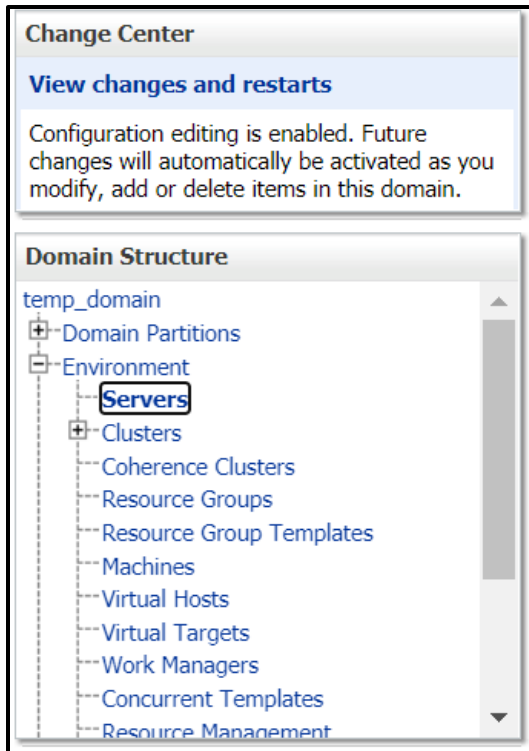 Change Center
View changes and restarts
Configuration editing is enabled. Future
changes will automatically be activated as you
modify, add or delete items in this domain.
Domain Structure
temp_domain
Domain Partitions
Environment
Servers
Clusters
Coherence Clusters
Resource Groups
Resource Group Templates
Machines
Virtual Hosts
Virtual Targets
Work Managers
Concurrent Templates
Resource Management